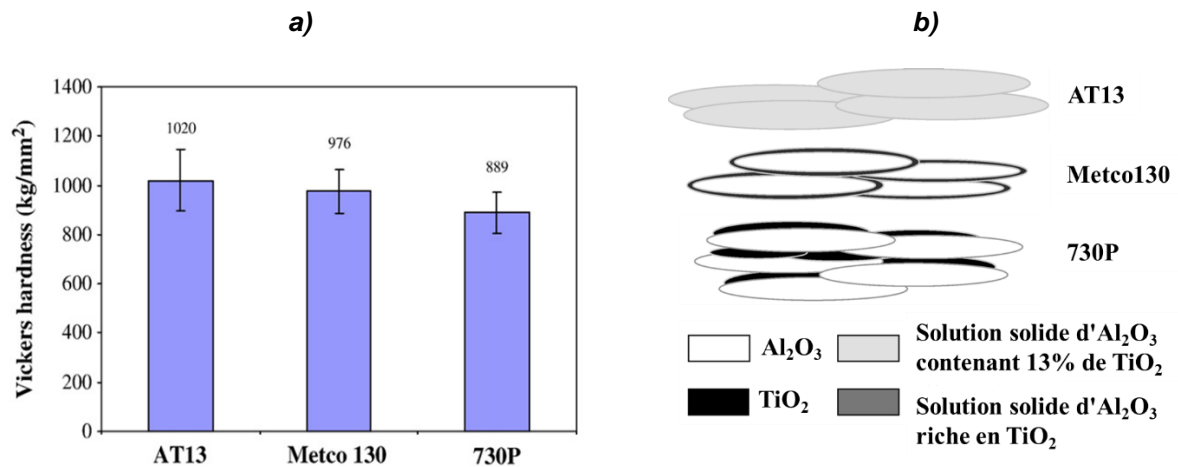 a)
Vickers hardness (kg/mm²)
1400
1200
1000
800
600
400
200
0
1020
976
889
AT13
Metco 130
730P
b)
AT13
Metco130
730P
Al₂O₃
Solution solide d'Al₂O₃
contenant 13% de TiO₂
TiO₂
Solution solide d'Al₂O₃
riche en TiO₂